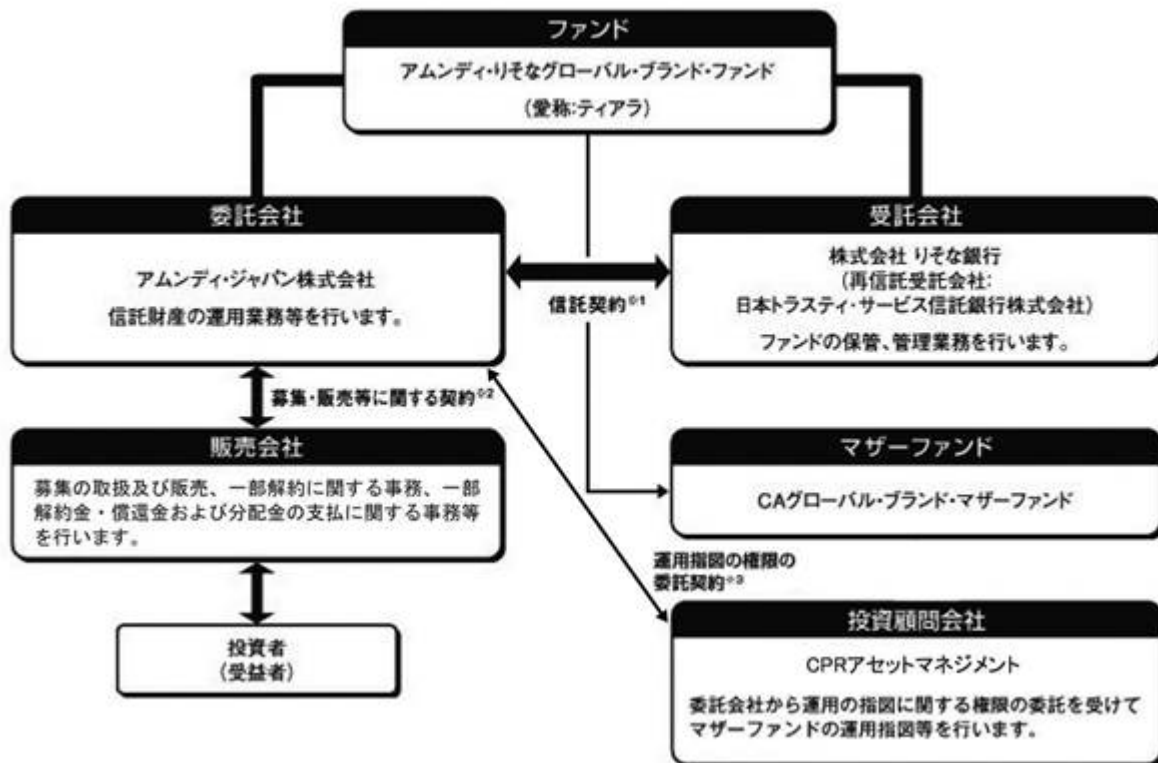 ファンド
アムンディ・りそなグローバル・ブランド・ファンド
(愛称:ティアラ)
委託会社
アムンディ・ジャパン株式会社
信託財産の運用業務等を行います。
信託契約※1
受託会社
株式会社 りそな銀行
(再信託受託会社:
日本トラスティ・サービス信託銀行株式会社)
ファンドの保管、管理業務を行います。
募集・販売等に関する契約※2
販売会社
募集の取扱及び販売、一部解約に関する事務、一部
解約金・償還金および分配金の支払に関する事務等
を行います。
マザーファンド
CAグローバル・ブランド・マザーファンド
運用指図の権限の
委託契約※3
投資者
(受益者)
投資顧問会社
CPRアセットマネジメント
委託会社から運用の指図に関する権限の委託を受けて
マザーファンドの運用指図等を行います。